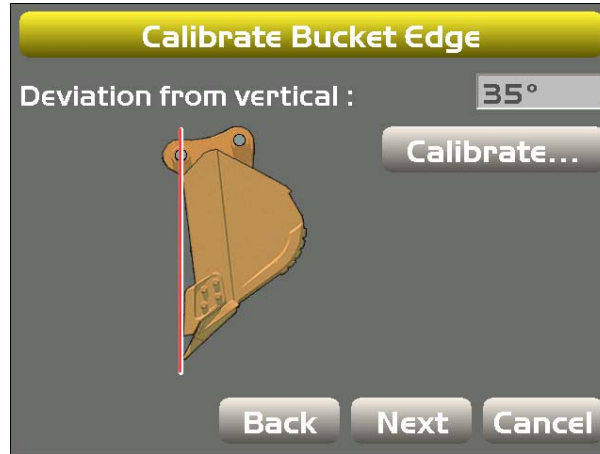 Calibrate Bucket Edge
Deviation from vertical : 35°
Calibrate...
Back Next Cancel